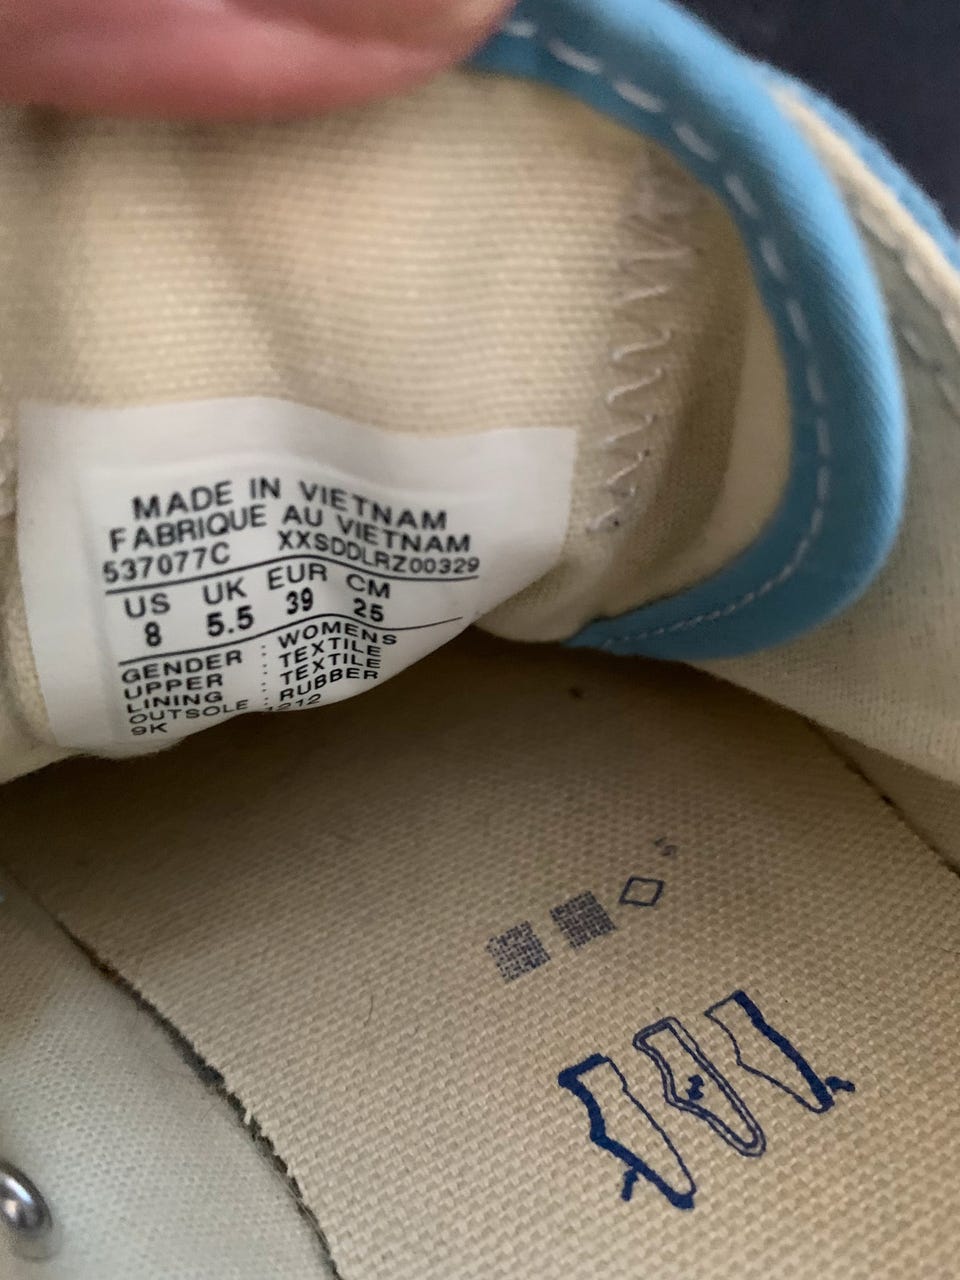 MADE IN VIETNAM
FABRIQUE AU VIETNAM
537077C XXSDDLRZ00329
US UK EUR CM
8 5.5 39 25
GENDER : WOMENS
UPPER : TEXTILE
LINING : TEXTILE
OUTSOLE : RUBBER
9K 1212